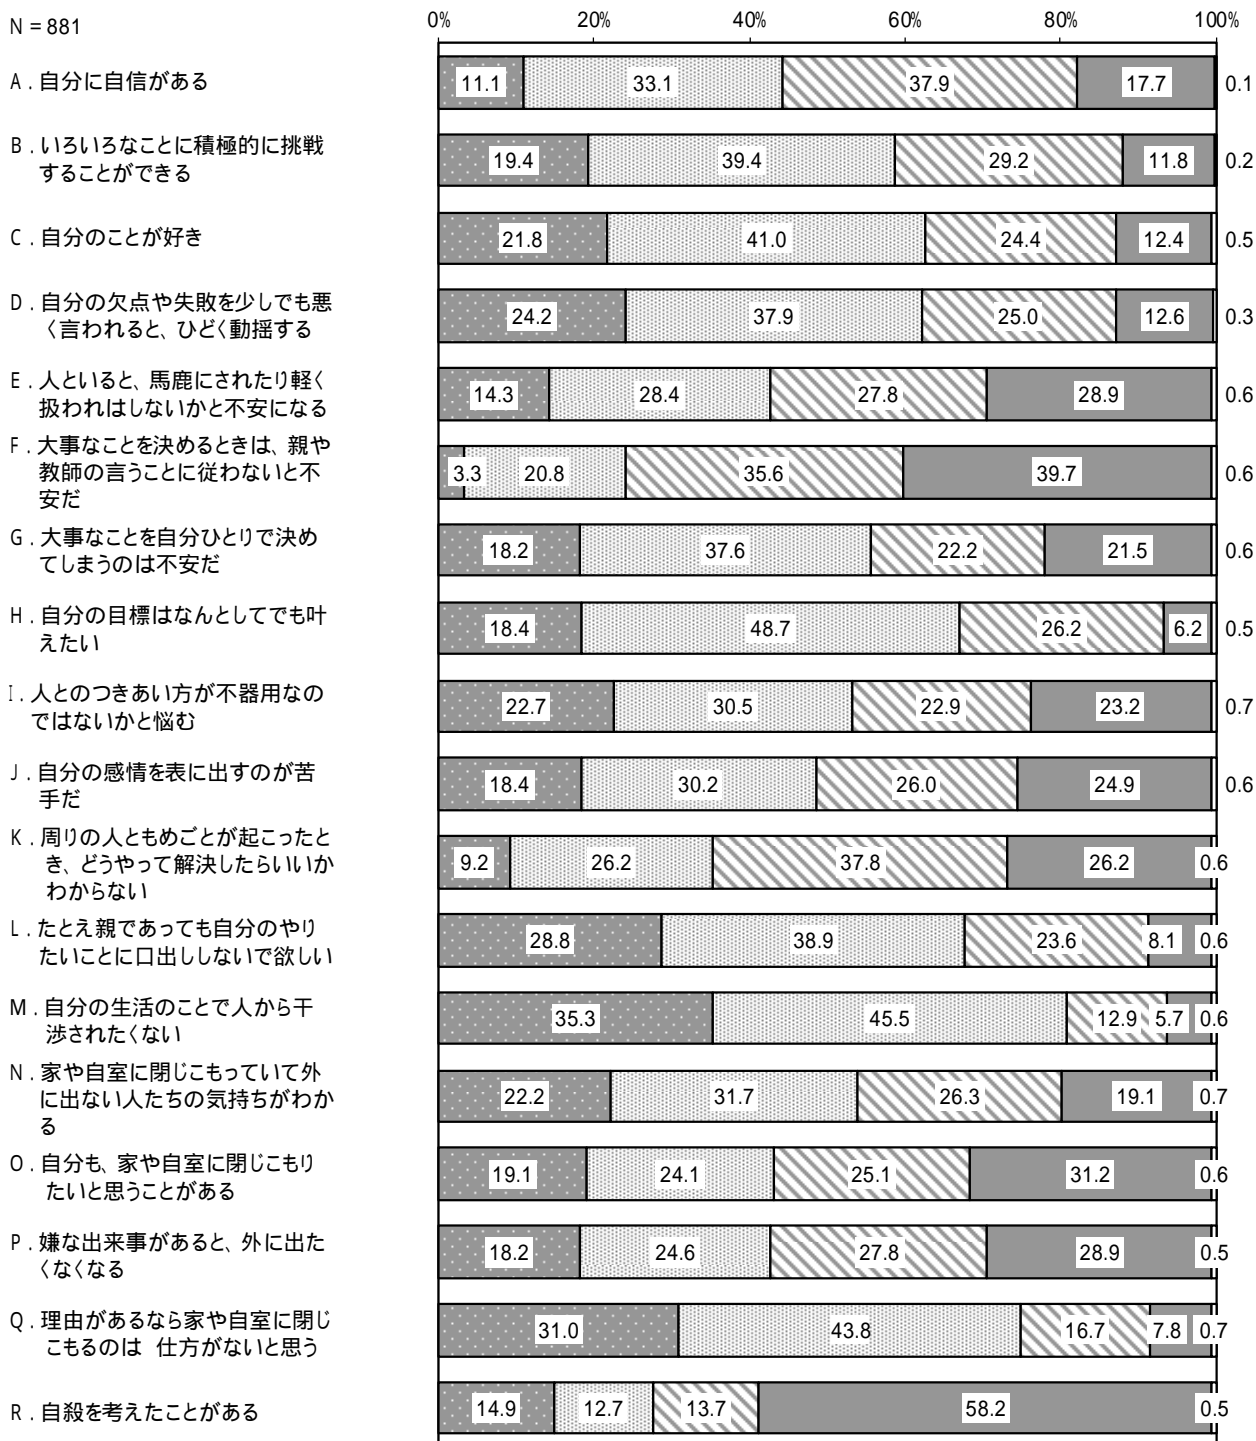 N = 881
0% 20% 40% 60% 80% 100%
A . 自分に自信がある
11.1 33.1 37.9 17.7 0.1
B . いろいろなことに積極的に挑戦
することができる
19.4 39.4 29.2 11.8 0.2
C . 自分のことが好き
21.8 41.0 24.4 12.4 0.5
D . 自分の欠点や失敗を少しでも悪
く言われると、ひどく動揺する
24.2 37.9 25.0 12.6 0.3
E . 人といると、馬鹿にされたり軽く
扱われはしないかと不安になる
14.3 28.4 27.8 28.9 0.6
F . 大事なことを決めるときは、親や
教師の言うことに従わないと不
安だ
3.3 20.8 35.6 39.7 0.6
G . 大事なことを自分ひとりで決め
てしまうのは不安だ
18.2 37.6 22.2 21.5 0.6
H . 自分の目標はなんとしてでも叶
えたい
18.4 48.7 26.2 6.2 0.5
I . 人とのつきあい方が不器用なの
ではないかと悩む
22.7 30.5 22.9 23.2 0.7
J . 自分の感情を表に出すのが苦
手だ
18.4 30.2 26.0 24.9 0.6
K . 周りの人ともめごとが起こったと
き、どうやって解決したらいいか
わからない
9.2 26.2 37.8 26.2 0.6
L . たとえ親であっても自分のやり
たいことに口出ししないで欲しい
28.8 38.9 23.6 8.1 0.6
M . 自分の生活のことで人から干
渉されたくない
35.3 45.5 12.9 5.7 0.6
N . 家や自室に閉じこもっていて外
に出ない人たちの気持ちがわか
る
22.2 31.7 26.3 19.1 0.7
O . 自分も、家や自室に閉じこもり
たいと思うことがある
19.1 24.1 25.1 31.2 0.6
P . 嫌な出来事があると、外に出た
くなくなる
18.2 24.6 27.8 28.9 0.5
Q . 理由があるなら家や自室に閉じ
こもるのは 仕方がないと思う
31.0 43.8 16.7 7.8 0.7
R . 自殺を考えたことがある
14.9 12.7 13.7 58.2 0.5